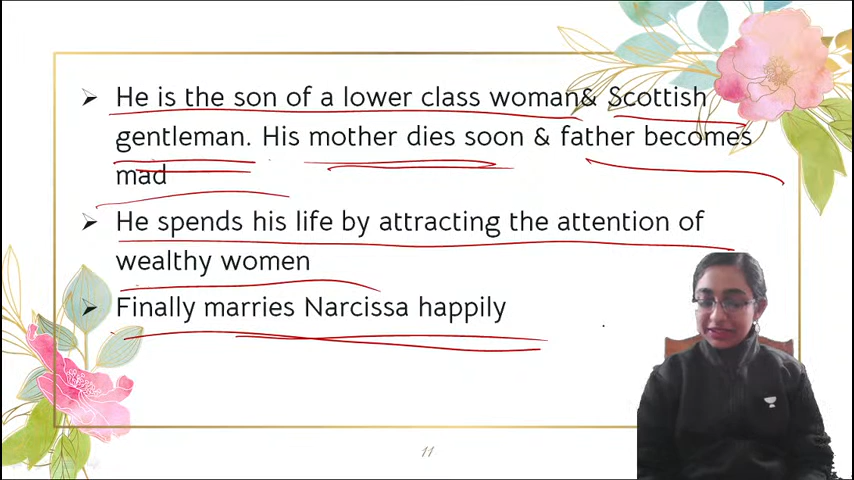 ➢ He is the son of a lower class woman& Scottish
gentleman. His mother dies soon & father becomes
mad
➢ He spends his life by attracting the attention of
wealthy women
➢ Finally marries Narcissa happily
11